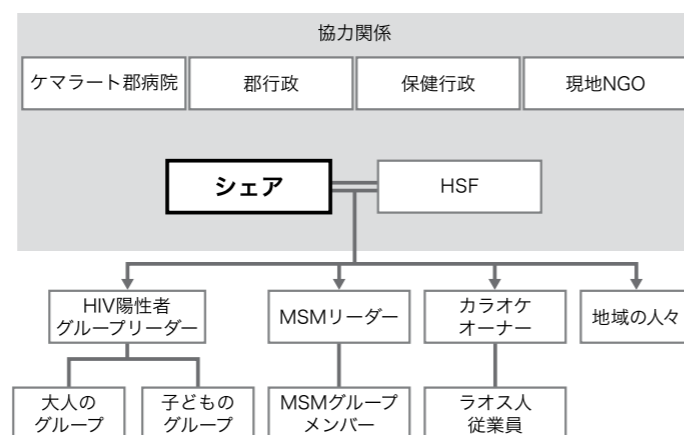 協力関係
ケマラート郡病院
郡行政
保健行政
現地NGO
シェア
HSF
HIV陽性者
グループリーダー
MSMリーダー
カラオケ
オーナー
地域の人々
大人の
グループ
子どもの
グループ
MSMグループ
メンバー
ラオス人
従業員